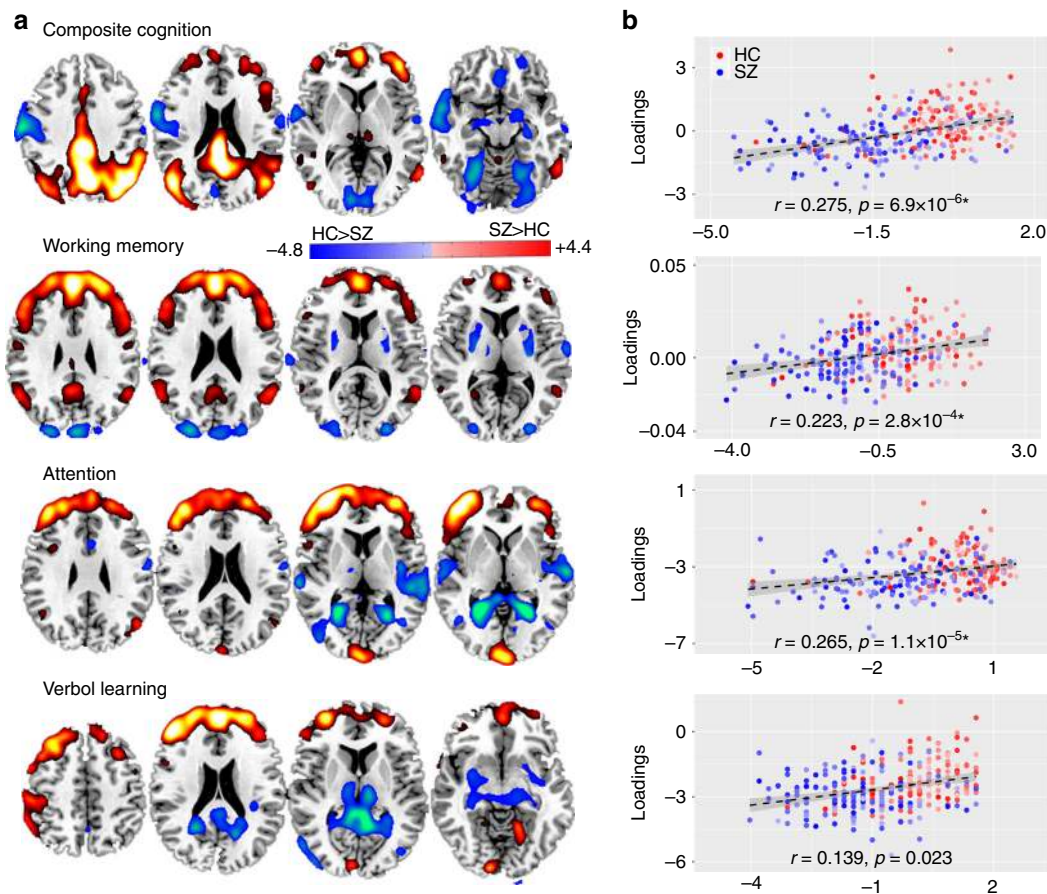 a
Composite cognition
HC>SZ
SZ>HC
−4.8
+4.4
Working memory
Attention
Verbol learning
b
HC
SZ
Loadings
3
0
−3
r = 0.275, p = 6.9×10−6*
−5.0
−1.5
2.0
Loadings
0.05
0.00
−0.04
r = 0.223, p = 2.8×10−4*
−4.0
−0.5
3.0
Loadings
1
−3
−7
r = 0.265, p = 1.1×10−5*
−5
−2
1
Loadings
0
−3
−6
r = 0.139, p = 0.023
−4
−1
2